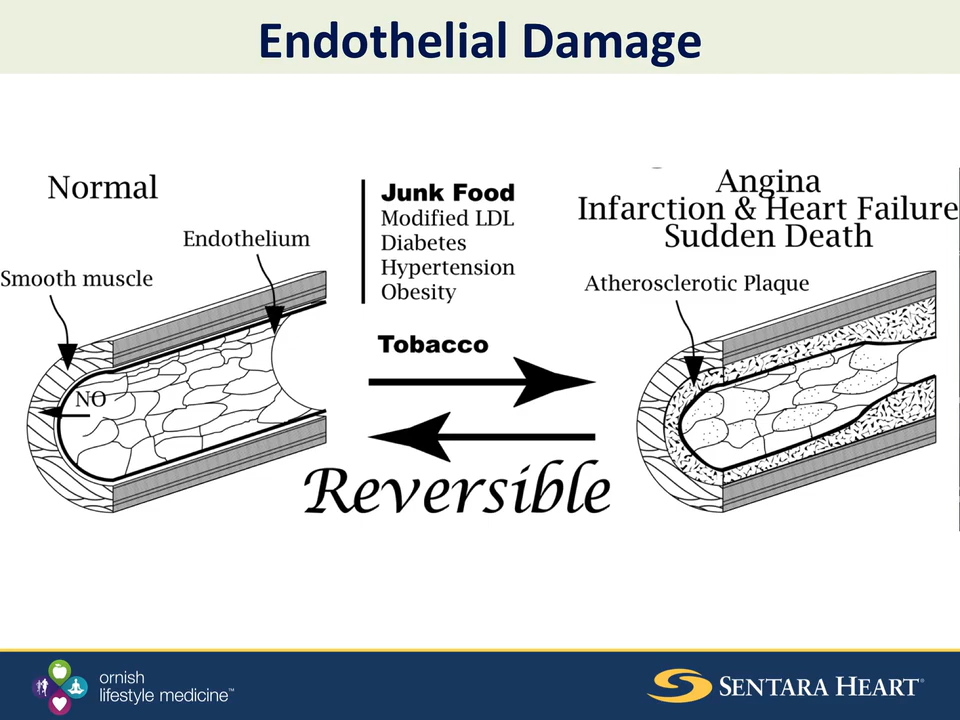 Endothelial Damage
Normal
Endothelium
Smooth muscle
NO
Junk Food
Modified LDL
Diabetes
Hypertension
Obesity
Tobacco
Reversible
Angina
Infarction & Heart Failure
Sudden Death
Atherosclerotic Plaque
ornish
lifestyle medicine™
SENTARA HEART®